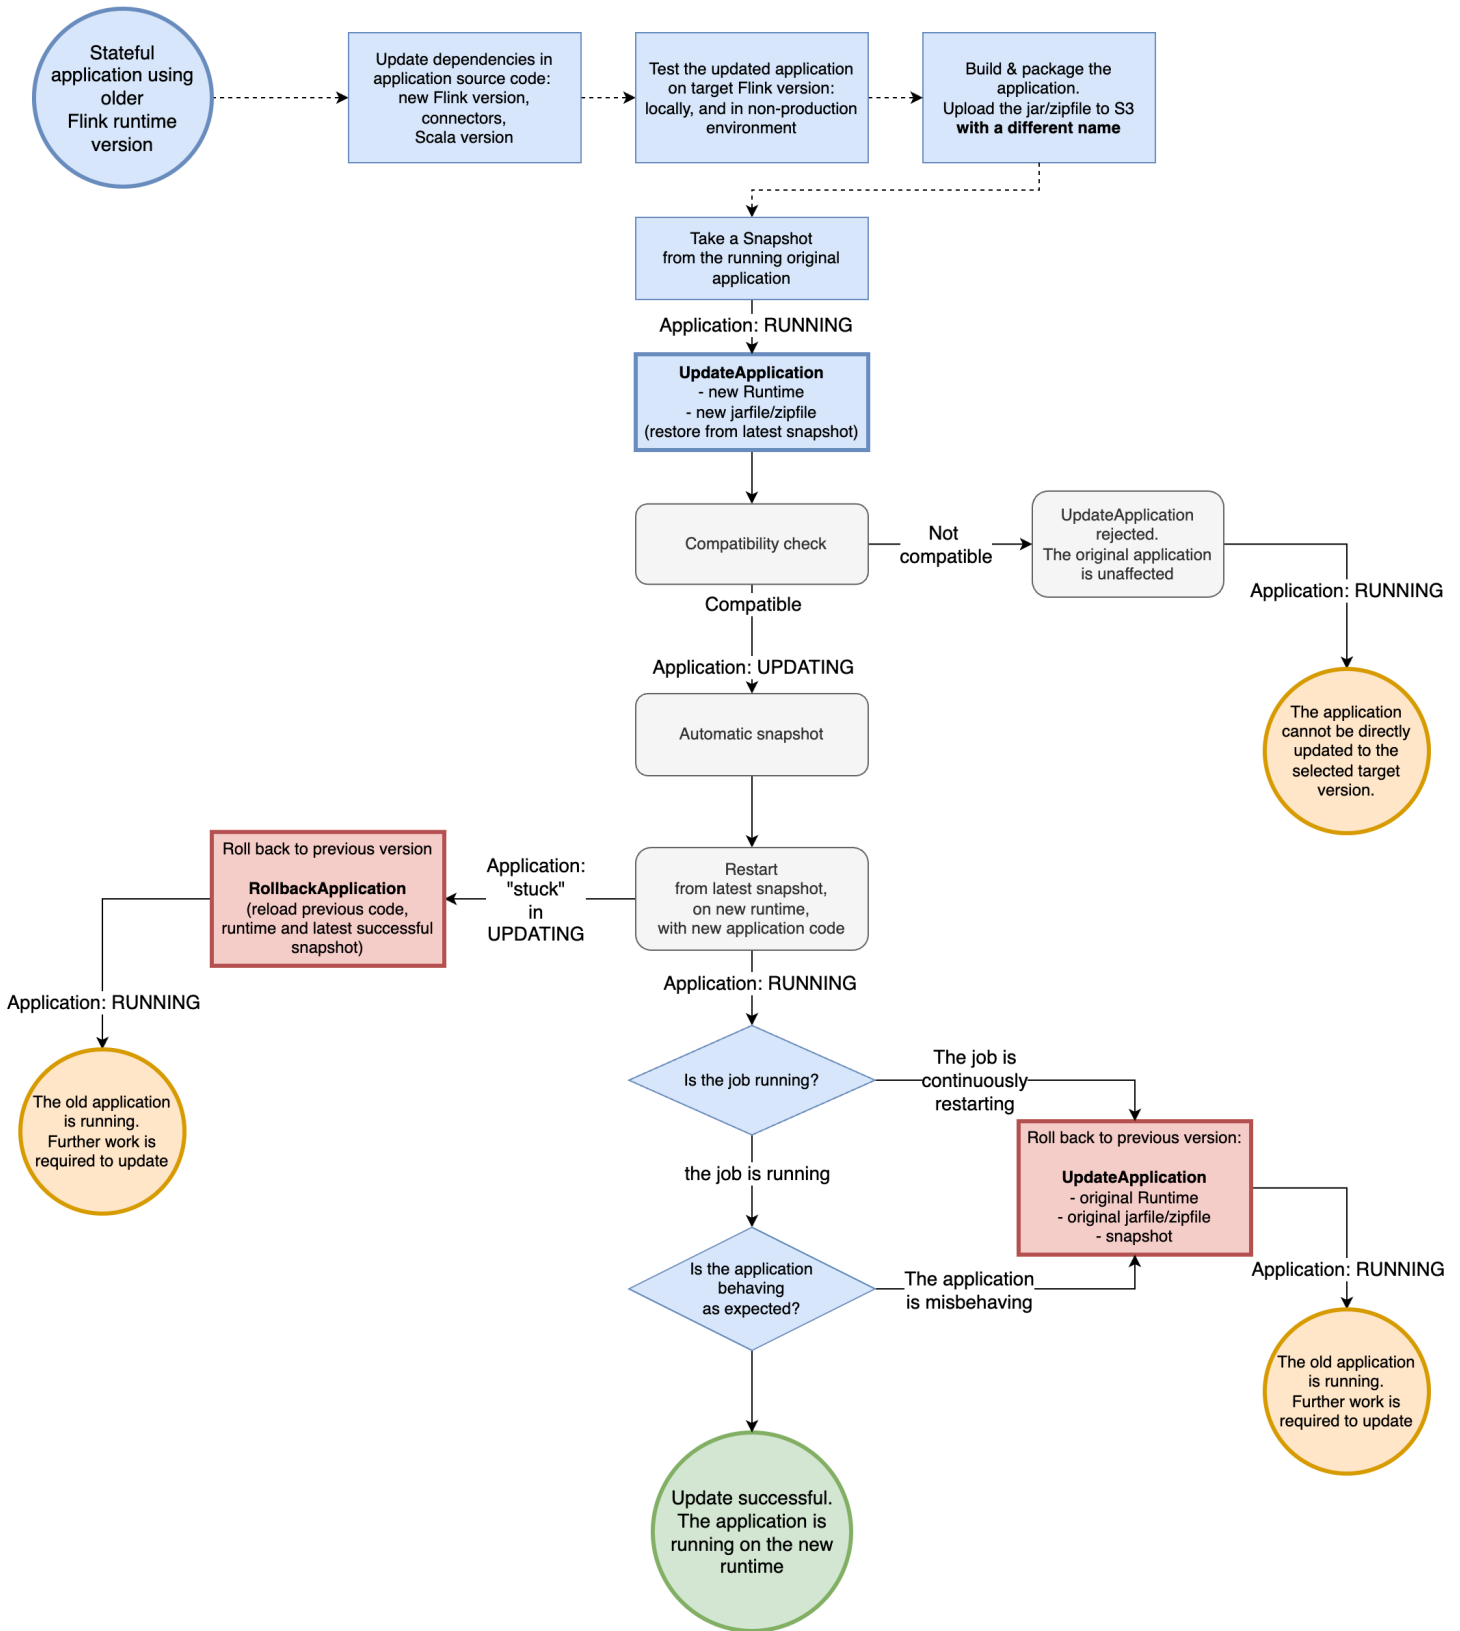 Stateful
application using
older
Flink runtime
version
Update dependencies in
application source code:
new Flink version,
connectors,
Scala version
Test the updated application
on target Flink version:
locally, and in non-production
environment
Build & package the
application.
Upload the jar/zipfile to S3
with a different name
Take a Snapshot
from the running original
application
Application: RUNNING
UpdateApplication
- new Runtime
- new jarfile/zipfile
(restore from latest snapshot)
Compatibility check
Not
compatible
UpdateApplication
rejected.
The original application
is unaffected
Application: RUNNING
The application
cannot be directly
updated to the
selected target
version.
Compatible
Application: UPDATING
Automatic snapshot
Restart
from latest snapshot,
on new runtime,
with new application code
Application:
"stuck"
in
UPDATING
Roll back to previous version
RollbackApplication
(reload previous code,
runtime and latest successful
snapshot)
Application: RUNNING
The old application
is running.
Further work is
required to update
Application: RUNNING
Is the job running?
The job is
continuously
restarting
Roll back to previous version:
UpdateApplication
- original Runtime
- original jarfile/zipfile
- snapshot
the job is running
Is the application
behaving
as expected?
The application
is misbehaving
Application: RUNNING
The old application
is running.
Further work is
required to update
Update successful.
The application is
running on the new
runtime